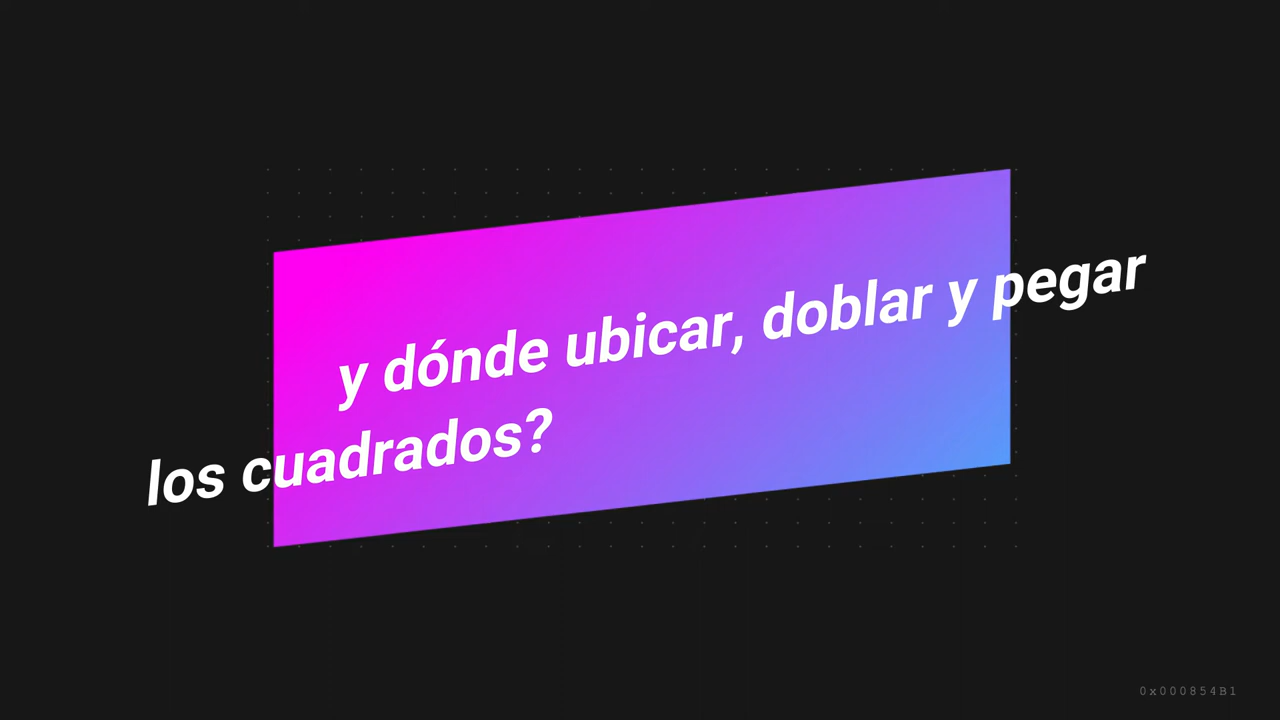 y dónde ubicar, doblar y pegar
los cuadrados?
0x000854B1